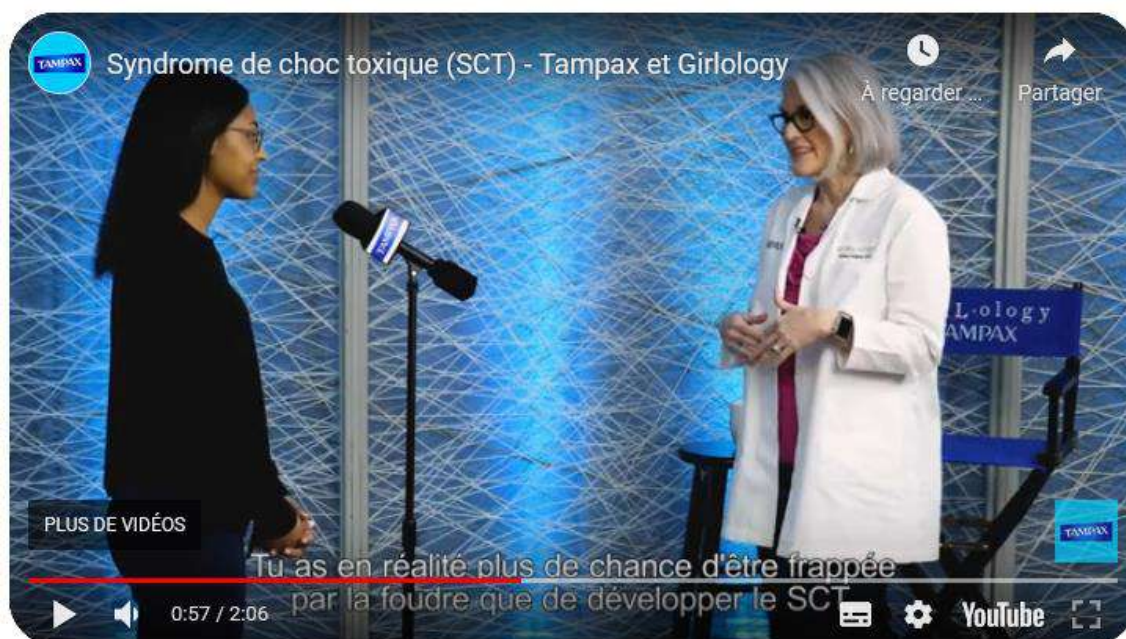 TAMPAX
Syndrome de choc toxique (SCT) - Tampax et Girlology
À regarder ...
Partager
TAMPAX
L·ology
AMPAX
PLUS DE VIDÉOS
TAMPAX
Tu as en réalité plus de chance d'être frappée
par la foudre que de développer le SCT
0:57 / 2:06
YouTube